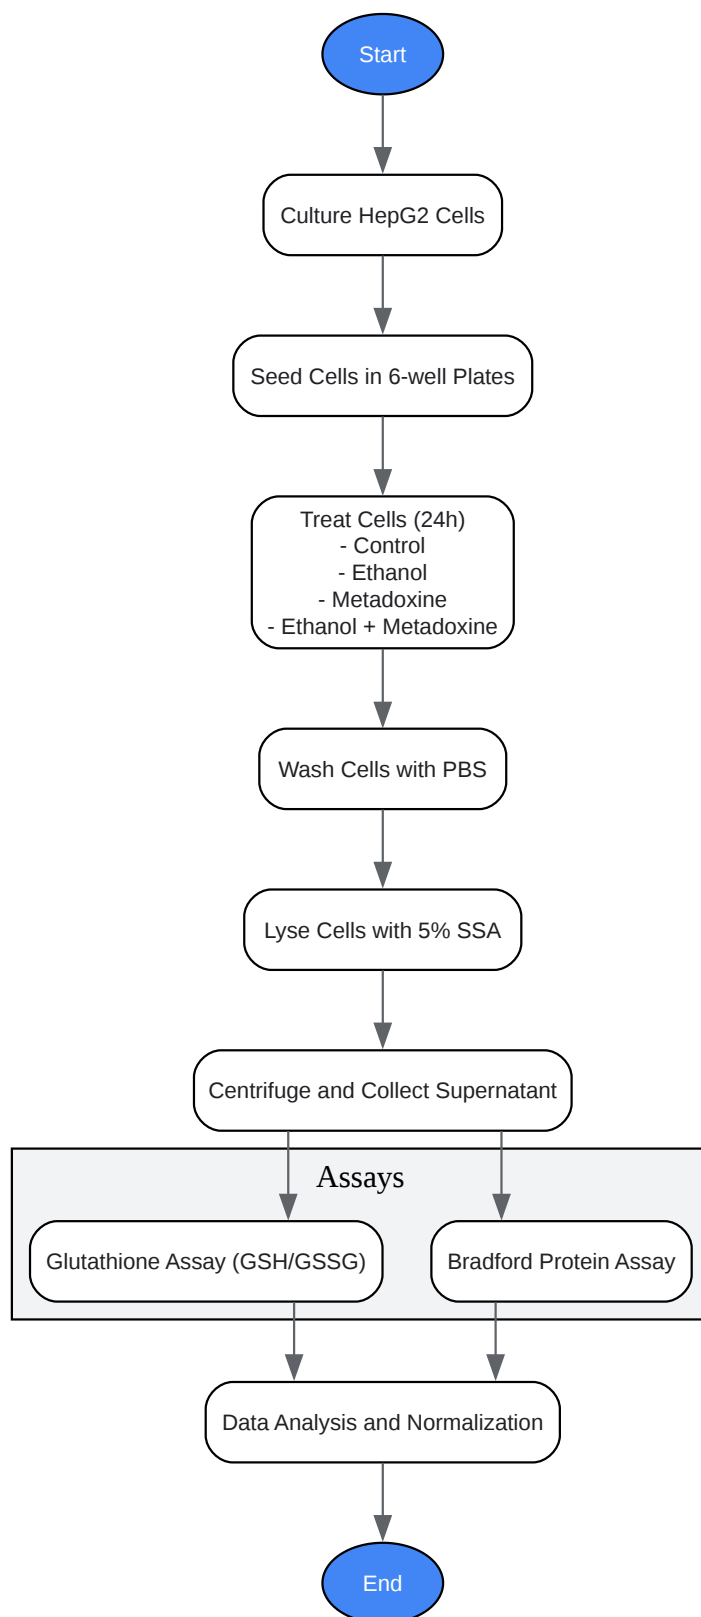 Start
Culture HepG2 Cells
Seed Cells in 6-well Plates
Treat Cells (24h)
- Control
- Ethanol
- Metadoxine
- Ethanol + Metadoxine
Wash Cells with PBS
Lyse Cells with 5% SSA
Centrifuge and Collect Supernatant
Assays
Glutathione Assay (GSH/GSSG)
Bradford Protein Assay
Data Analysis and Normalization
End